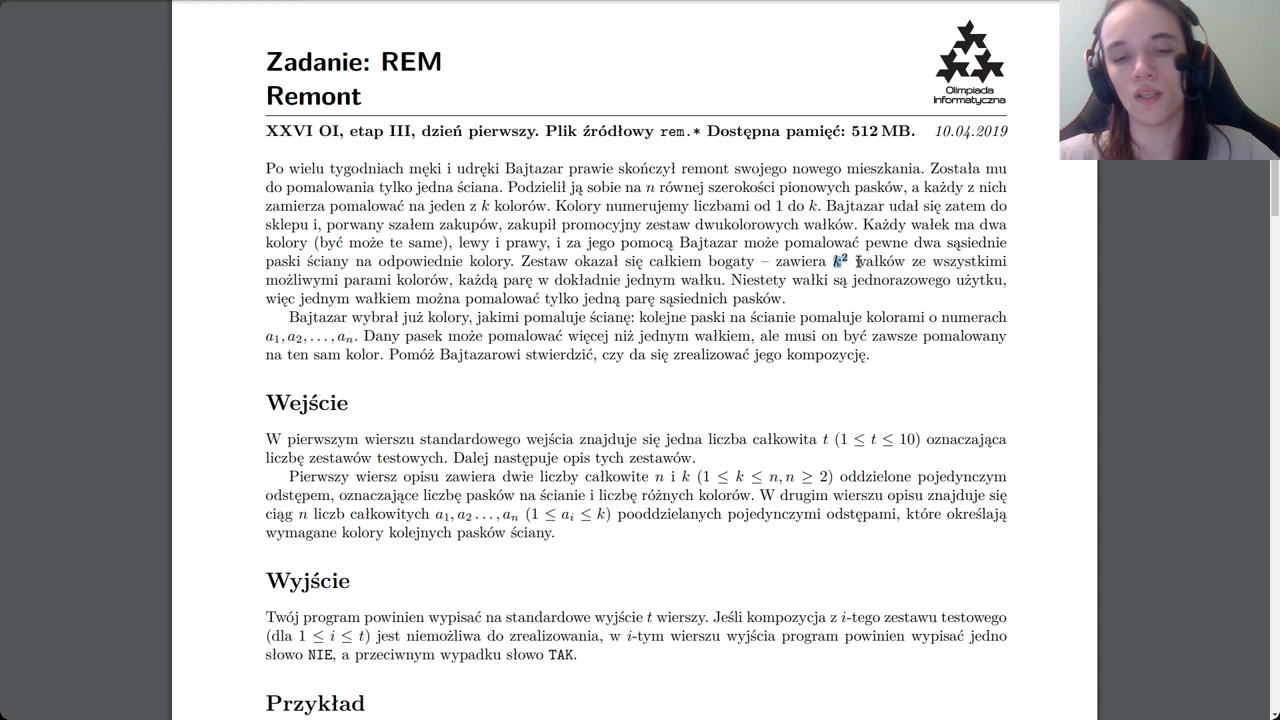 Zadanie: REM
Remont
Olimpiada
Informatyczna
XXVI OI, etap III, dzień pierwszy. Plik źródłowy rem.* Dostępna pamięć: 512 MB. 10.04.2019
Po wielu tygodniach męki i udręki Bajtazar prawie skończył remont swojego nowego mieszkania. Została mu
do pomalowania tylko jedna ściana. Podzielił ją sobie na n równej szerokości pionowych pasków, a każdy z nich
zamierza pomalować na jeden z k kolorów. Kolory numerujemy liczbami od 1 do k. Bajtazar udał się zatem do
sklepu i, porwany szałem zakupów, zakupił promocyjny zestaw dwukolorowych wałków. Każdy wałek ma dwa
kolory (być może te same), lewy i prawy, i za jego pomocą Bajtazar może pomalować pewne dwa sąsiednie
paski ściany na odpowiednie kolory. Zestaw okazał się całkiem bogaty – zawiera k² wałków ze wszystkimi
możliwymi parami kolorów, każdą parę w dokładnie jednym wałku. Niestety wałki są jednorazowego użytku,
więc jednym wałkiem można pomalować tylko jedną parę sąsiednich pasków.
Bajtazar wybrał już kolory, jakimi pomaluje ścianę: kolejne paski na ścianie pomaluje kolorami o numerach
a₁, a₂, . . . , aₙ. Dany pasek może pomalować więcej niż jednym wałkiem, ale musi on być zawsze pomalowany
na ten sam kolor. Pomóż Bajtazarowi stwierdzić, czy da się zrealizować jego kompozycję.
Wejście
W pierwszym wierszu standardowego wejścia znajduje się jedna liczba całkowita t (1 ≤ t ≤ 10) oznaczająca
liczbę zestawów testowych. Dalej następuje opis tych zestawów.
Pierwszy wiersz opisu zawiera dwie liczby całkowite n i k (1 ≤ k ≤ n, n ≥ 2) oddzielone pojedynczym
odstępem, oznaczające liczbę pasków na ścianie i liczbę różnych kolorów. W drugim wierszu opisu znajduje się
ciąg n liczb całkowitych a₁, a₂ . . . , aₙ (1 ≤ aᵢ ≤ k) pooddzielanych pojedynczymi odstępami, które określają
wymagane kolory kolejnych pasków ściany.
Wyjście
Twój program powinien wypisać na standardowe wyjście t wierszy. Jeśli kompozycja z i-tego zestawu testowego
(dla 1 ≤ i ≤ t) jest niemożliwa do zrealizowania, w i-tym wierszu wyjścia program powinien wypisać jedno
słowo NIE, a przeciwnym wypadku słowo TAK.
Przykład